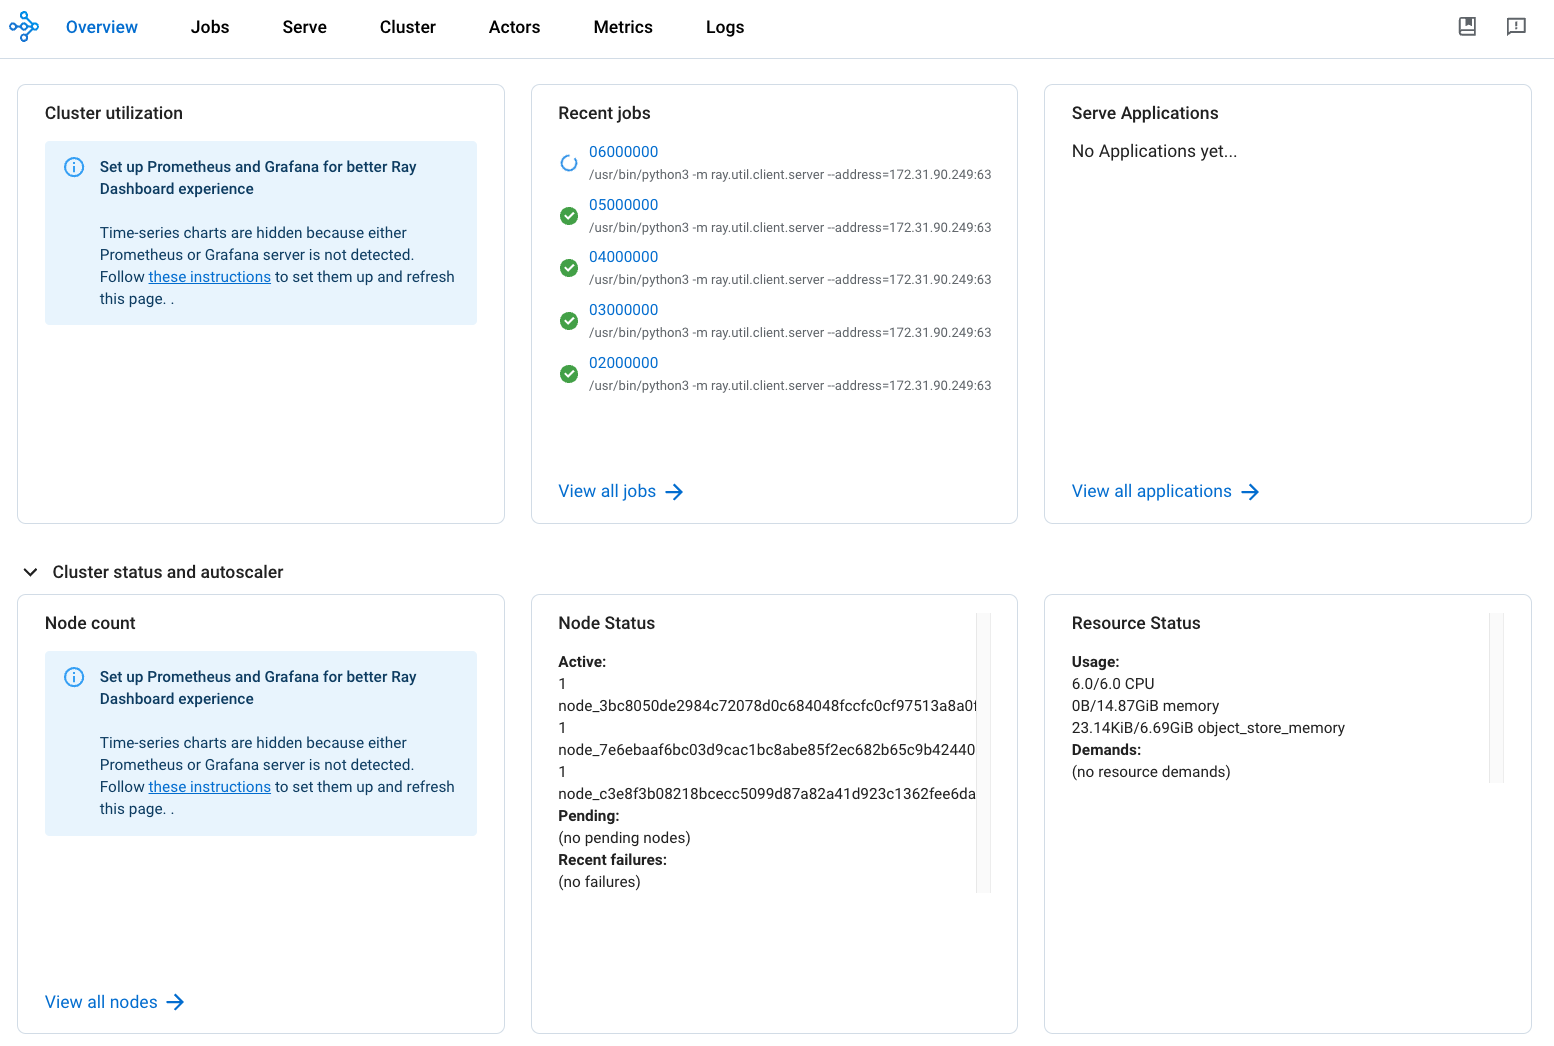 Overview Jobs Serve Cluster Actors Metrics Logs
Cluster utilization
Set up Prometheus and Grafana for better Ray
Dashboard experience
Time-series charts are hidden because either
Prometheus or Grafana server is not detected.
Follow these instructions to set them up and refresh
this page. .
Recent jobs
06000000
/usr/bin/python3 -m ray.util.client.server --address=172.31.90.249:63
05000000
/usr/bin/python3 -m ray.util.client.server --address=172.31.90.249:63
04000000
/usr/bin/python3 -m ray.util.client.server --address=172.31.90.249:63
03000000
/usr/bin/python3 -m ray.util.client.server --address=172.31.90.249:63
02000000
/usr/bin/python3 -m ray.util.client.server --address=172.31.90.249:63
View all jobs
Serve Applications
No Applications yet...
View all applications
Cluster status and autoscaler
Node count
Set up Prometheus and Grafana for better Ray
Dashboard experience
Time-series charts are hidden because either
Prometheus or Grafana server is not detected.
Follow these instructions to set them up and refresh
this page. .
View all nodes
Node Status
Active:
1
node_3bc8050de2984c72078d0c684048fccfc0cf97513a8a0f
1
node_7e6ebaaf6bc03d9cac1bc8abe85f2ec682b65c9b42440
1
node_c3e8f3b08218bcecc5099d87a82a41d923c1362fee6da
Pending:
(no pending nodes)
Recent failures:
(no failures)
Resource Status
Usage:
6.0/6.0 CPU
0B/14.87GiB memory
23.14KiB/6.69GiB object_store_memory
Demands:
(no resource demands)